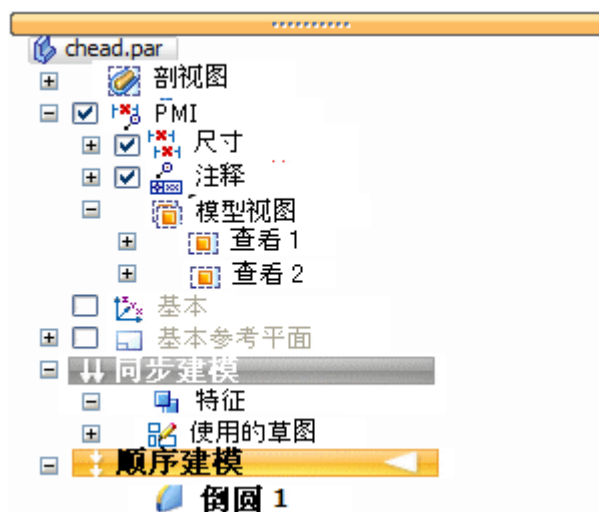 chead.par
剖视图
PMI
尺寸
注释
模型视图
查看 1
查看 2
基本
基本参考平面
同步建模
特征
使用的草图
顺序建模
倒圆 1